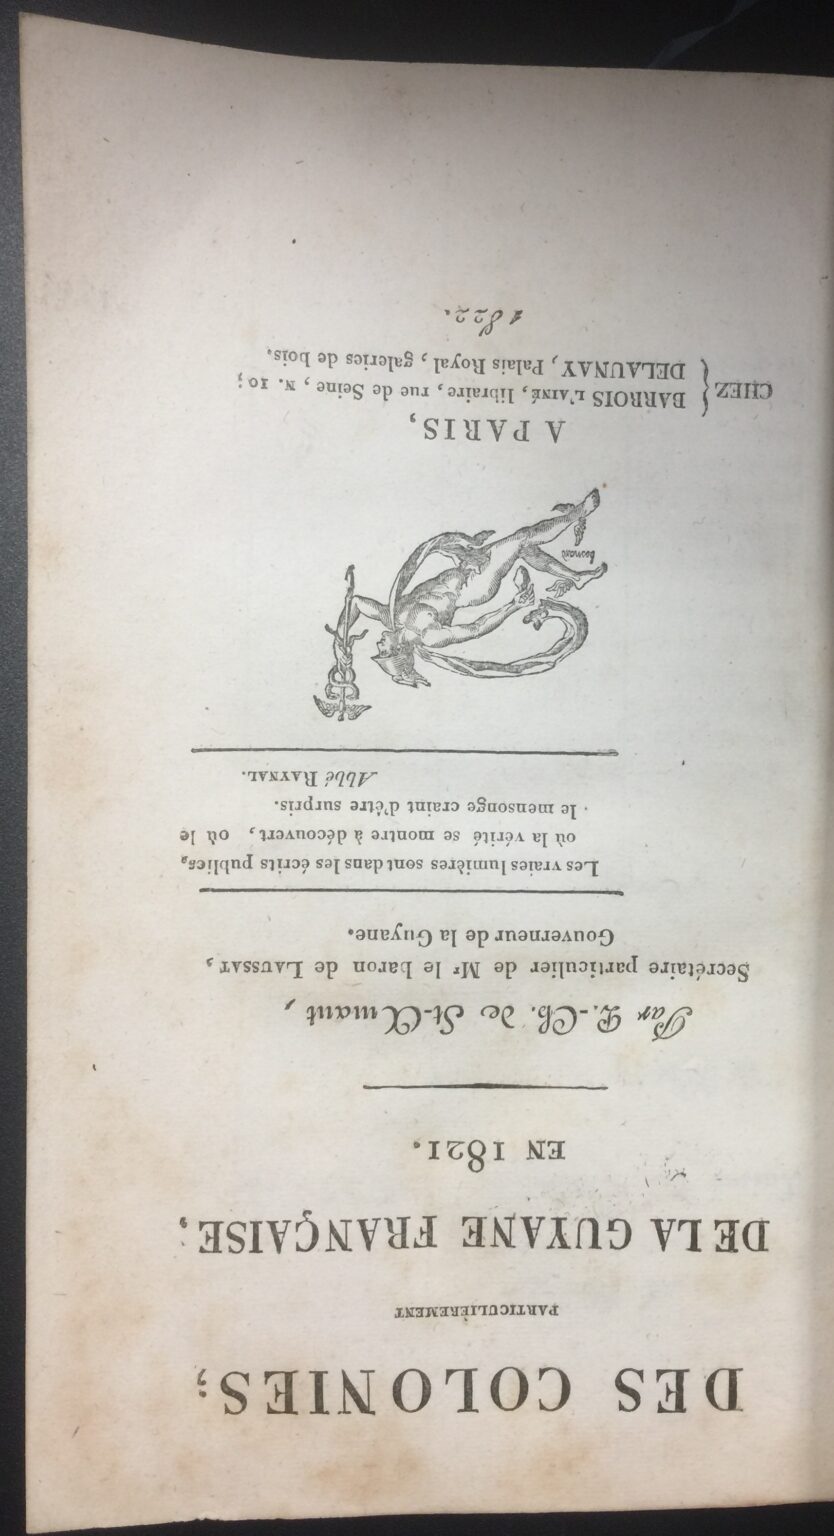 DES COLONIES;
PARTICULIÈREMENT
DE LA GUYANE FRANÇAISE,
EN 1821.
Par P.-Ch. de St-Amant,
Secrétaire particulier de Mr le baron de LAUSSAT,
Gouverneur de la Guyane.
Les vraies lumières sont dans les écrits publics,
où la vérité se montre à découvert, où le
le mensonge craint d'être surpris.
Abbé RAYNAL.
besnard
A PARIS,
CHEZ { BARROIS L'AINÉ, libraire, rue de Seine, N. 10;
DELAUNAY, Palais Royal, galeries de bois.
1822.